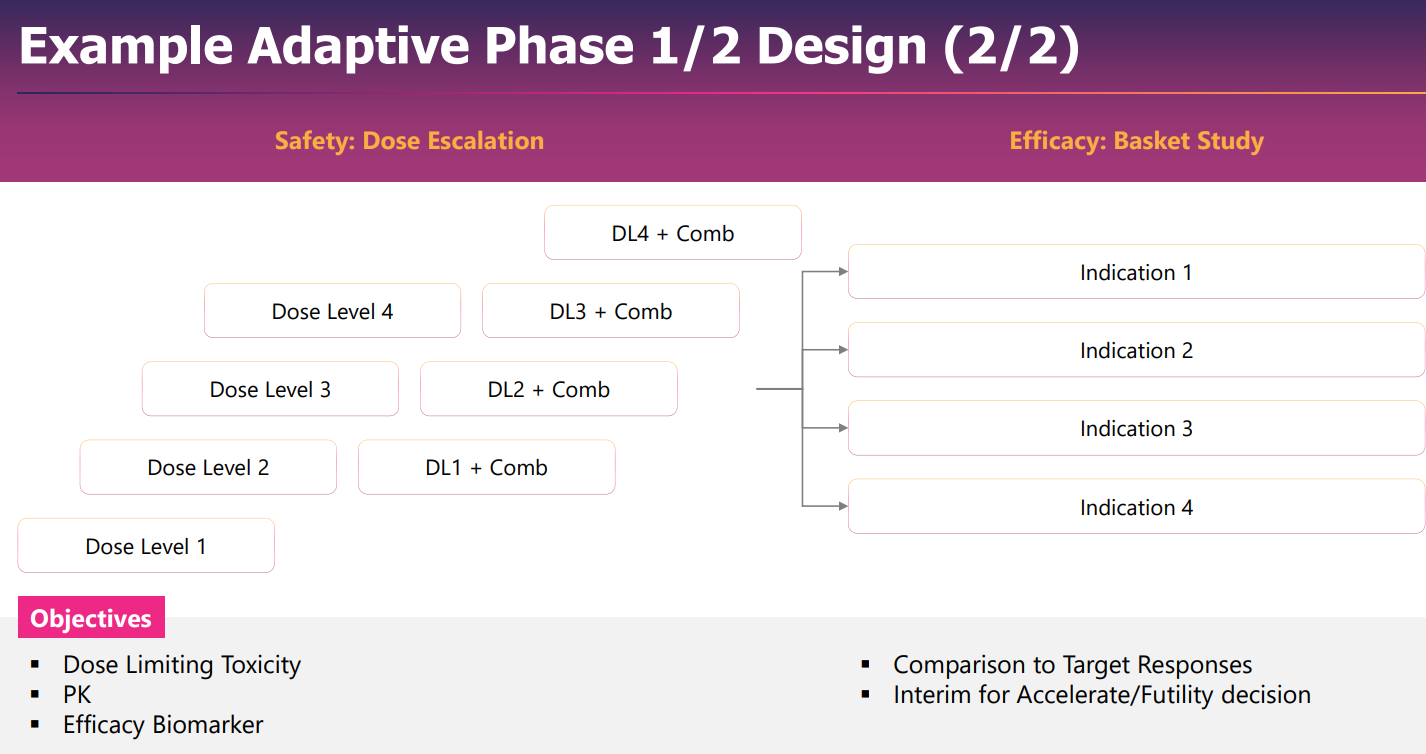 Example Adaptive Phase 1/2 Design (2/2)
Safety: Dose Escalation
Efficacy: Basket Study
DL4 + Comb
Dose Level 4
DL3 + Comb
Dose Level 3
DL2 + Comb
Dose Level 2
DL1 + Comb
Dose Level 1
Indication 1
Indication 2
Indication 3
Indication 4
Objectives
▪ Dose Limiting Toxicity
▪ PK
▪ Efficacy Biomarker
▪ Comparison to Target Responses
▪ Interim for Accelerate/Futility decision